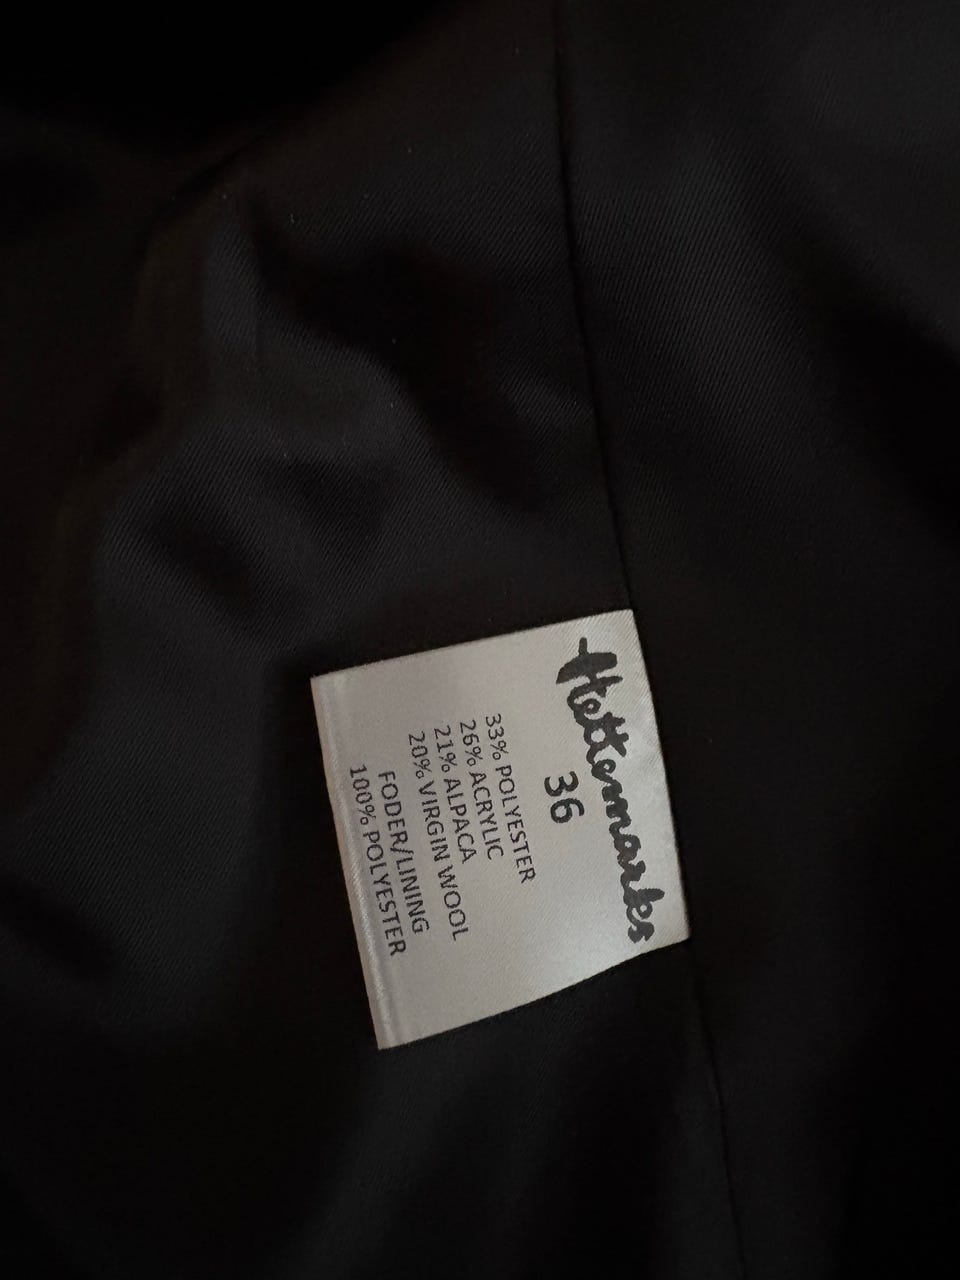 Hettemarks
36
33% POLYESTER
26% ACRYLIC
21% ALPACA
20% VIRGIN WOOL
FODER/LINING
100% POLYESTER